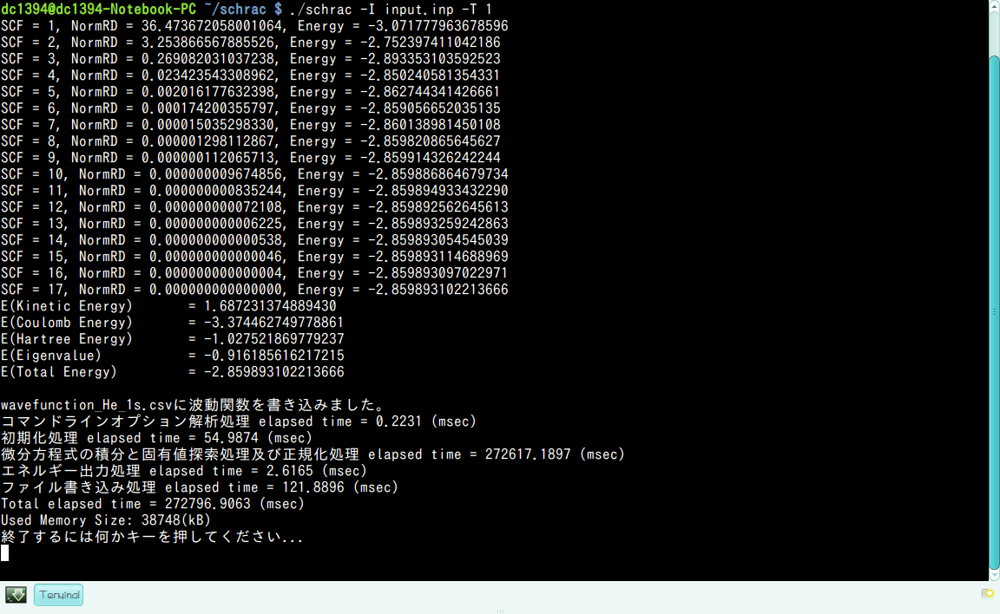 dc1394@dc1394-Notebook-PC ~/schrac $ ./schrac -I input.inp -T 1
SCF = 1, NormRD = 36.473672058001064, Energy = -3.071777963678596
SCF = 2, NormRD = 3.253866567885526, Energy = -2.752397411042186
SCF = 3, NormRD = 0.269082031037238, Energy = -2.893353103592523
SCF = 4, NormRD = 0.023423543308962, Energy = -2.850240581354331
SCF = 5, NormRD = 0.002016177632398, Energy = -2.862744341426661
SCF = 6, NormRD = 0.000174200355797, Energy = -2.859056652035135
SCF = 7, NormRD = 0.000015035298330, Energy = -2.860138981450108
SCF = 8, NormRD = 0.000001298112867, Energy = -2.859820865645627
SCF = 9, NormRD = 0.000000112065713, Energy = -2.859914326242244
SCF = 10, NormRD = 0.000000009674856, Energy = -2.859886864679734
SCF = 11, NormRD = 0.000000000835244, Energy = -2.859894933432290
SCF = 12, NormRD = 0.000000000072108, Energy = -2.859892562645613
SCF = 13, NormRD = 0.000000000006225, Energy = -2.859893259242863
SCF = 14, NormRD = 0.000000000000538, Energy = -2.859893054545039
SCF = 15, NormRD = 0.000000000000046, Energy = -2.859893114688969
SCF = 16, NormRD = 0.000000000000004, Energy = -2.859893097022971
SCF = 17, NormRD = 0.000000000000000, Energy = -2.859893102213666
E(Kinetic Energy) = 1.687231374889430
E(Coulomb Energy) = -3.374462749778861
E(Hartree Energy) = -1.027521869779237
E(Eigenvalue) = -0.916185616217215
E(Total Energy) = -2.859893102213666
wavefunction_He_1s.csvに波動関数を書き込みました。
コマンドラインオプション解析処理 elapsed time = 0.2231 (msec)
初期化処理 elapsed time = 54.9874 (msec)
微分方程式の積分と固有値探索処理及び正規化処理 elapsed time = 272617.1897 (msec)
エネルギー出力処理 elapsed time = 2.6165 (msec)
ファイル書き込み処理 elapsed time = 121.8896 (msec)
Total elapsed time = 272796.9063 (msec)
Used Memory Size: 38748(kB)
終了するには何かキーを押してください...
Terminal